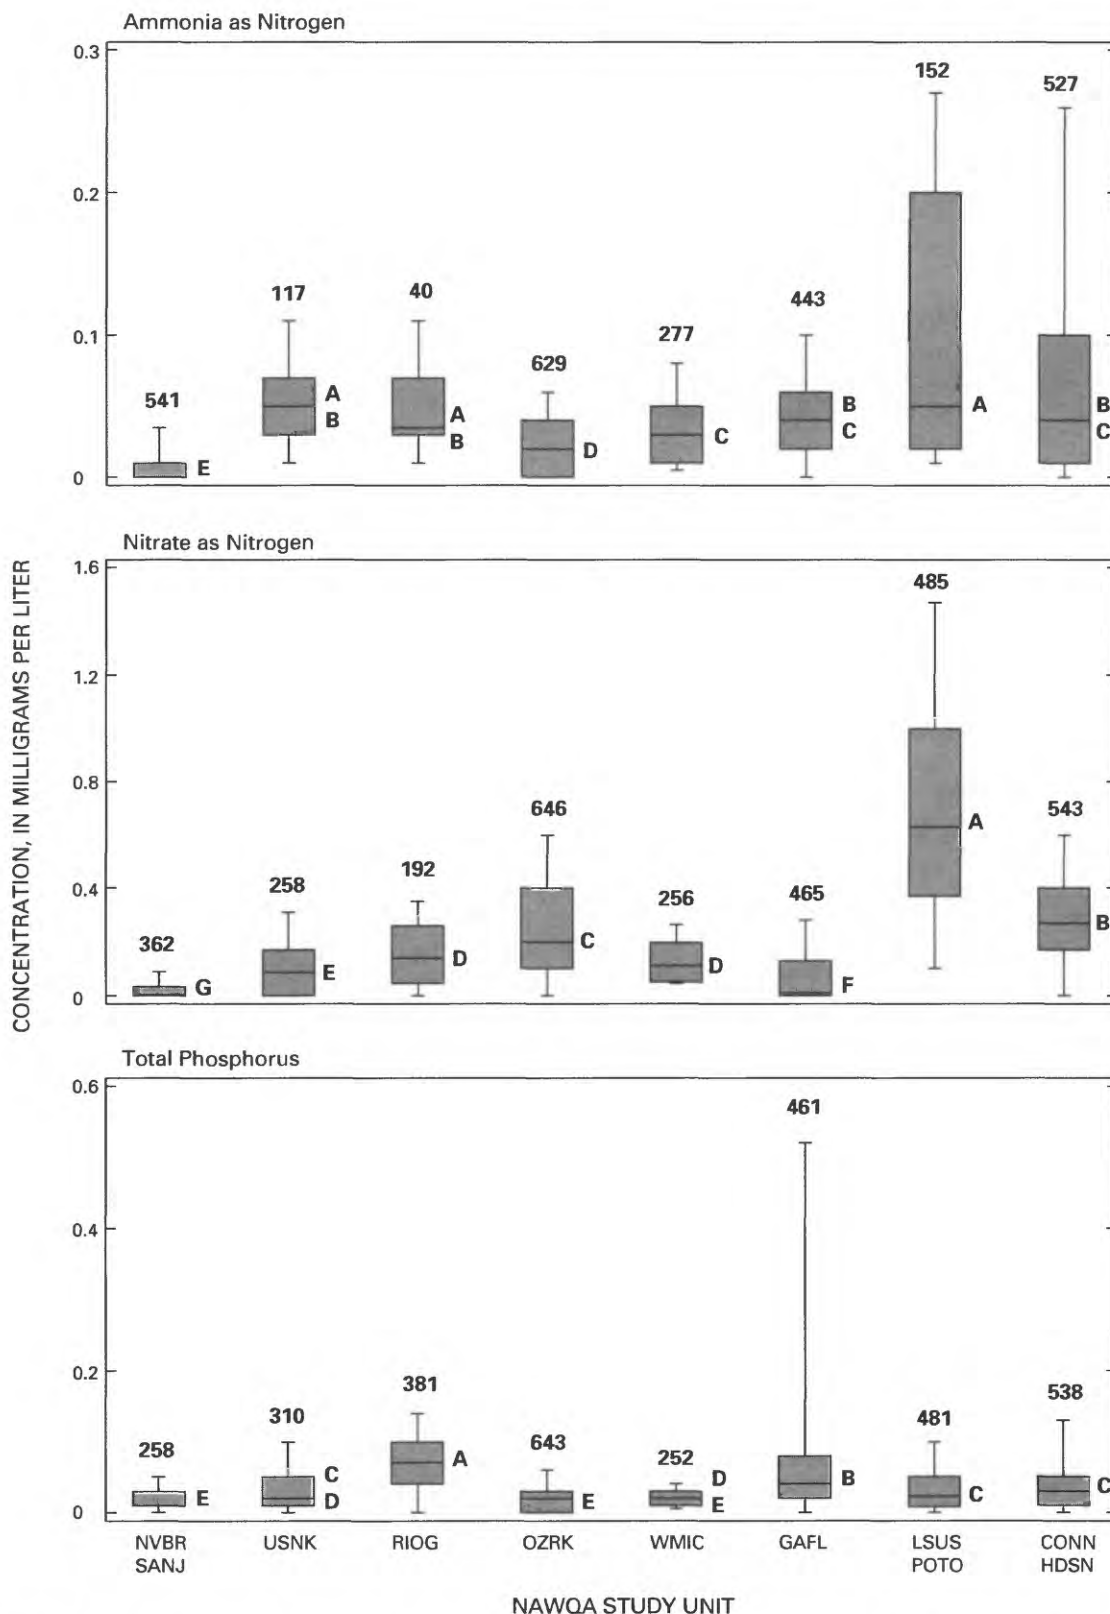 Ammonia as Nitrogen
0.3
0.2
0.1
0
541
E
117
A
B
40
A
B
629
D
277
C
443
B
C
152
A
527
B
C
CONCENTRATION, IN MILLIGRAMS PER LITER
Nitrate as Nitrogen
1.6
1.2
0.8
0.4
0
362
G
258
E
192
D
646
C
256
D
465
F
485
A
543
B
Total Phosphorus
0.6
0.4
0.2
0
258
E
310
C
D
381
A
643
E
252
D
E
461
B
481
C
538
C
NVBR SANJ
USNK
RIOG
OZRK
WMIC
GAFL
LSUS POTO
CONN HDSN
NAWQA STUDY UNIT